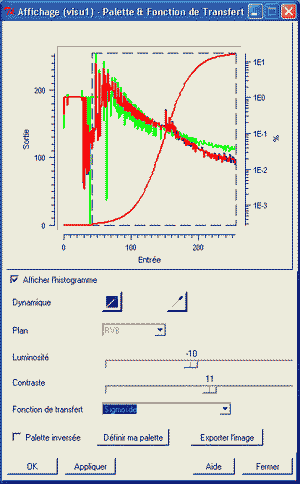 Affichage (visu1) - Palette & Fonction de Transfert
Sortie
200
150
100
50
0
1E1
1E0
1E-1
1E-2
1E-3
%
0
100
200
Entrée
Afficher l'histogramme
Dynamique
Plan
RVB
Luminosité
-10
Contraste
11
Fonction de transfert
Sigmoïde
Palette inversée
Définir ma palette
Exporter l'image
OK
Appliquer
Aide
Fermer